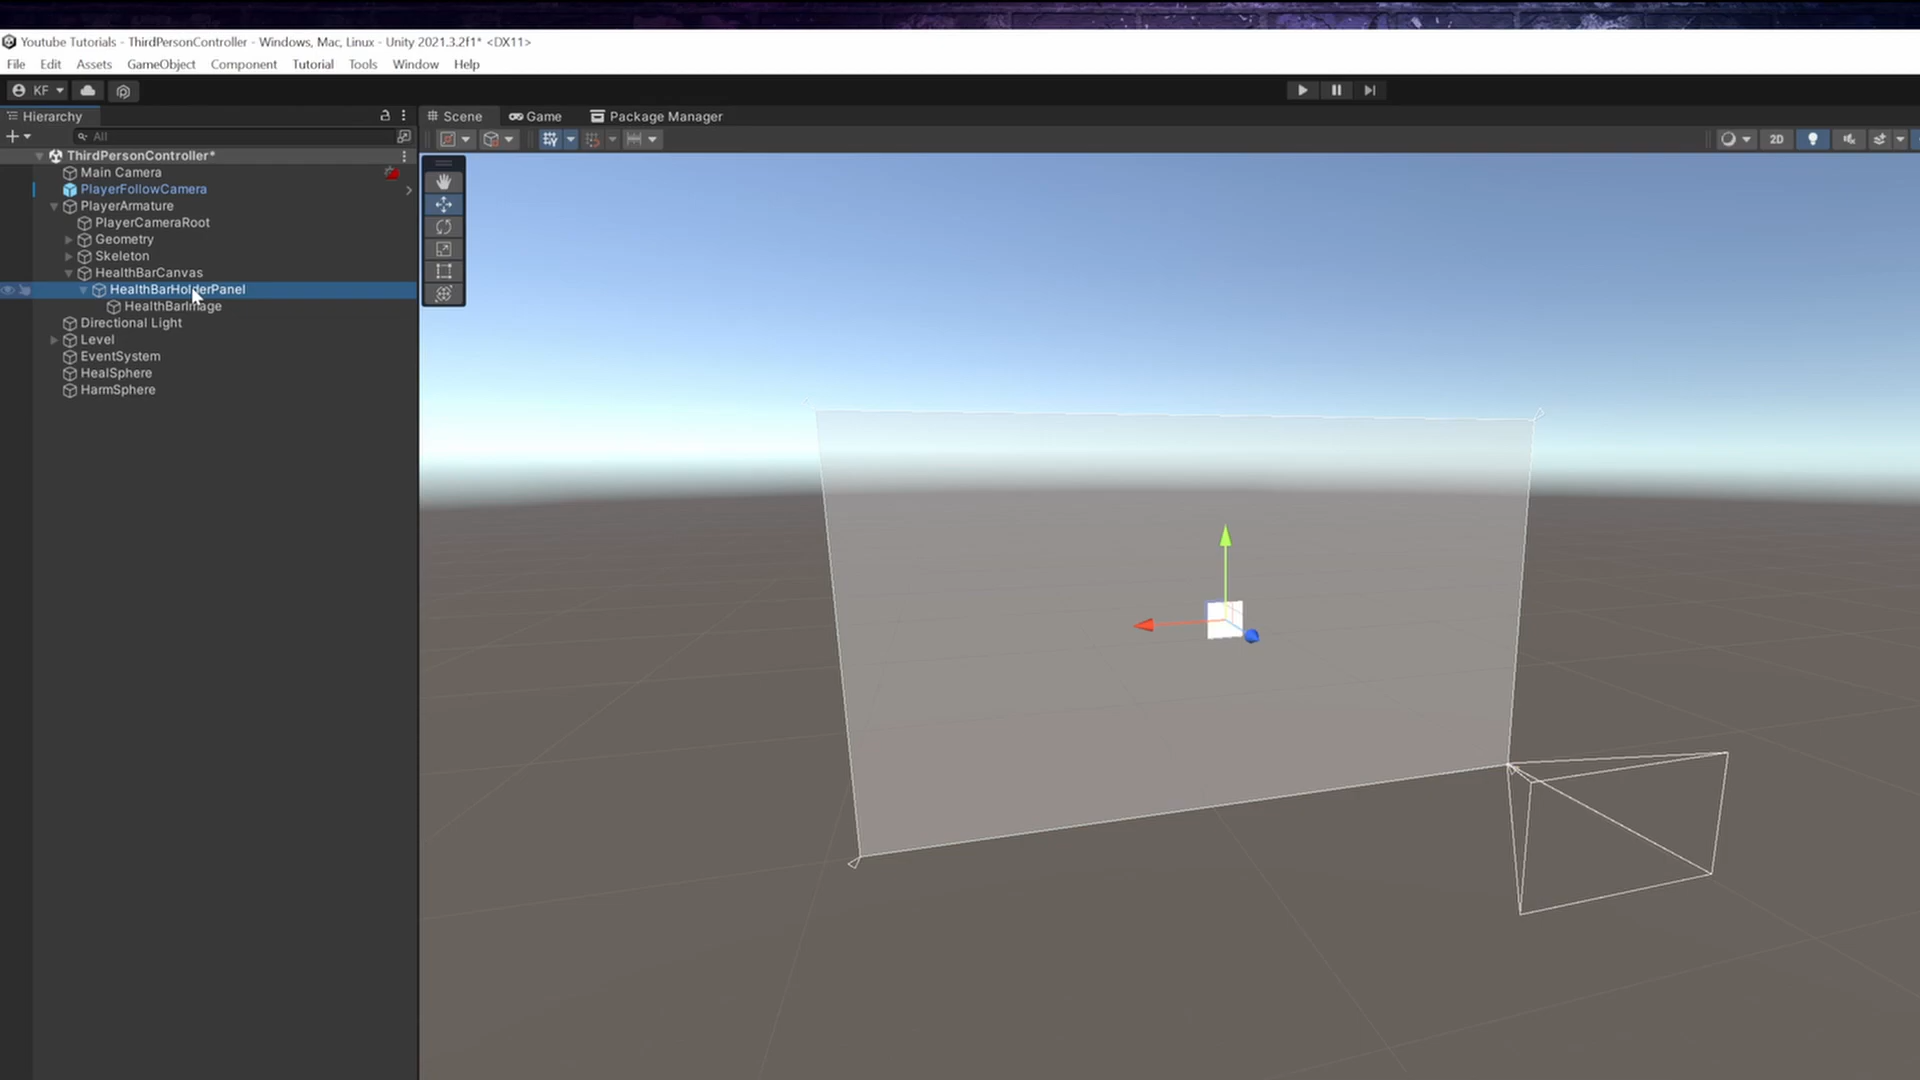 Youtube Tutorials - ThirdPersonController - Windows, Mac, Linux - Unity 2021.3.2f1* <DX11>
File Edit Assets GameObject Component Tutorial Tools Window Help
KF
Hierarchy
Scene Game Package Manager
All
2D
ThirdPersonController*
Main Camera
PlayerFollowCamera
PlayerArmature
PlayerCameraRoot
Geometry
Skeleton
HealthBarCanvas
HealthBarHolderPanel
HealthBarImage
Directional Light
Level
EventSystem
HealSphere
HarmSphere